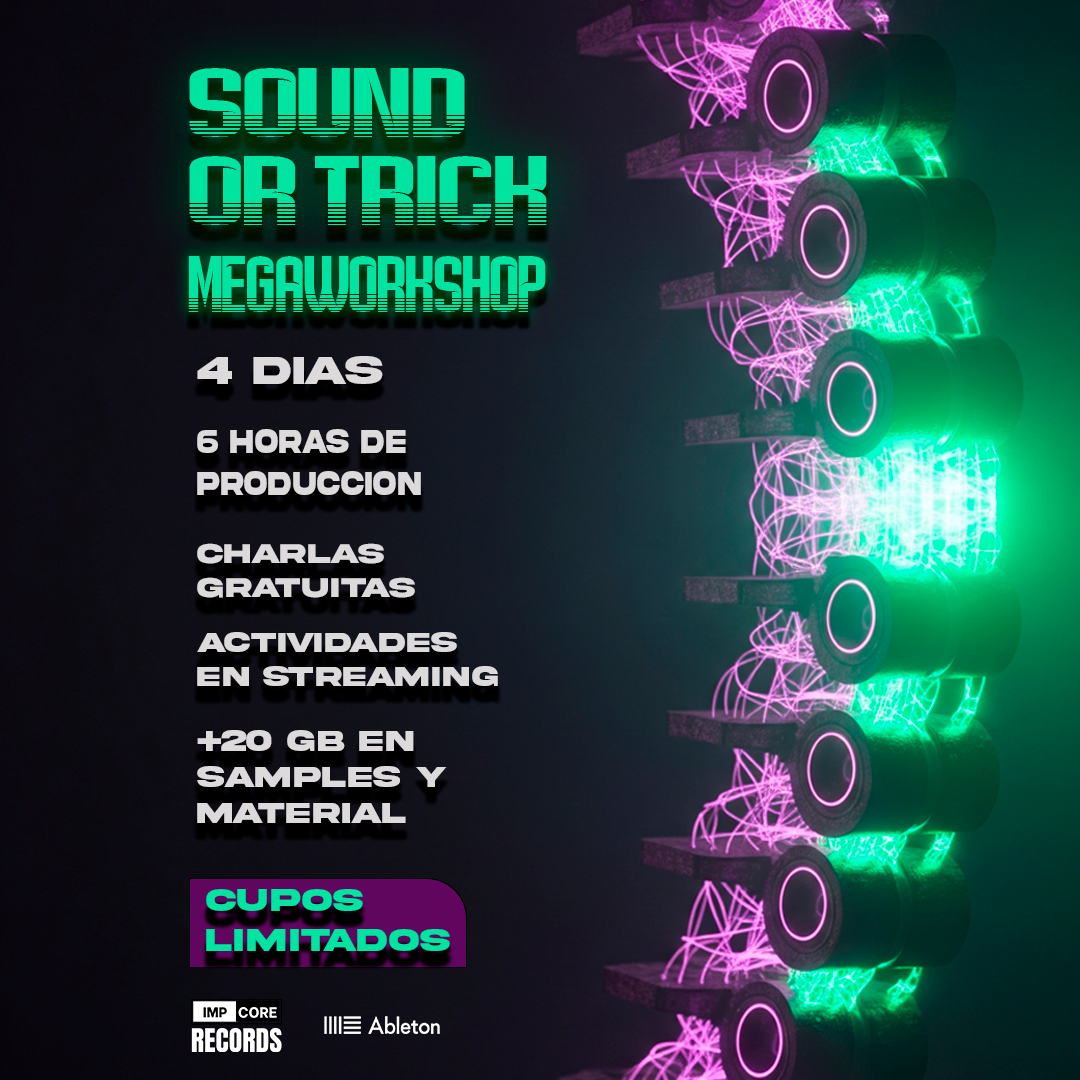 SOUND
OR TRICK
MEGAWORKSHOP
4 DIAS
6 HORAS DE
PRODUCCION
CHARLAS
GRATUITAS
ACTIVIDADES
EN STREAMING
+20 GB EN
SAMPLES Y
MATERIAL
CUPOS
LIMITADOS
IMP CORE
RECORDS
Ableton